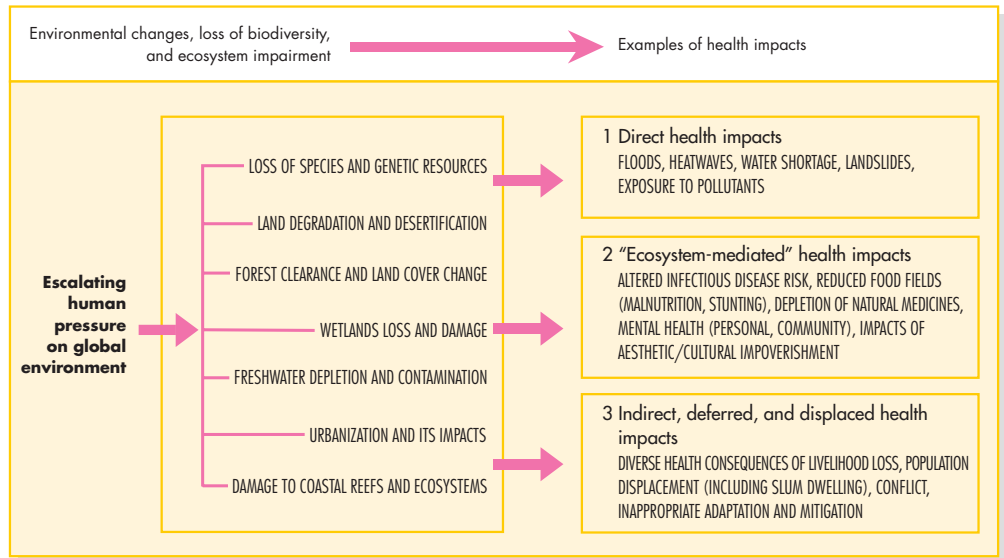 Environmental changes, loss of biodiversity,
and ecosystem impairment
Examples of health impacts
Escalating
human
pressure
on global
environment
LOSS OF SPECIES AND GENETIC RESOURCES
LAND DEGRADATION AND DESERTIFICATION
FOREST CLEARANCE AND LAND COVER CHANGE
WETLANDS LOSS AND DAMAGE
FRESHWATER DEPLETION AND CONTAMINATION
URBANIZATION AND ITS IMPACTS
DAMAGE TO COASTAL REEFS AND ECOSYSTEMS
1 Direct health impacts
FLOODS, HEATWAVES, WATER SHORTAGE, LANDSLIDES,
EXPOSURE TO POLLUTANTS
2 “Ecosystem-mediated” health impacts
ALTERED INFECTIOUS DISEASE RISK, REDUCED FOOD FIELDS
(MALNUTRITION, STUNTING), DEPLETION OF NATURAL MEDICINES,
MENTAL HEALTH (PERSONAL, COMMUNITY), IMPACTS OF
AESTHETIC/CULTURAL IMPOVERISHMENT
3 Indirect, deferred, and displaced health
impacts
DIVERSE HEALTH CONSEQUENCES OF LIVELIHOOD LOSS, POPULATION
DISPLACEMENT (INCLUDING SLUM DWELLING), CONFLICT,
INAPPROPRIATE ADAPTATION AND MITIGATION